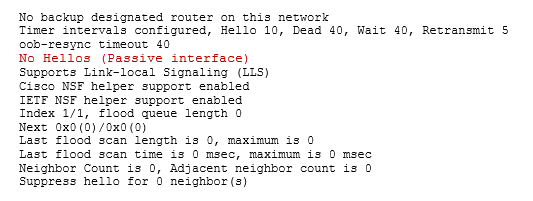 No backup designated router on this network
Timer intervals configured, Hello 10, Dead 40, Wait 40, Retransmit 5
oob-resync timeout 40
No Hellos (Passive interface)
Supports Link-local Signaling (LLS)
Cisco NSF helper support enabled
IETF NSF helper support enabled
Index 1/1, flood queue length 0
Next 0x0(0)/0x0(0)
Last flood scan length is 0, maximum is 0
Last flood scan time is 0 msec, maximum is 0 msec
Neighbor Count is 0, Adjacent neighbor count is 0
Suppress hello for 0 neighbor(s)